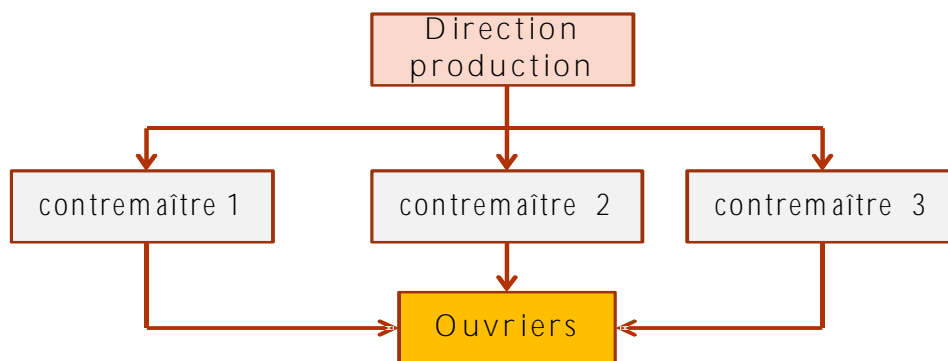 Direction
production
contremaître 1
contremaître 2
contremaître 3
Ouvriers